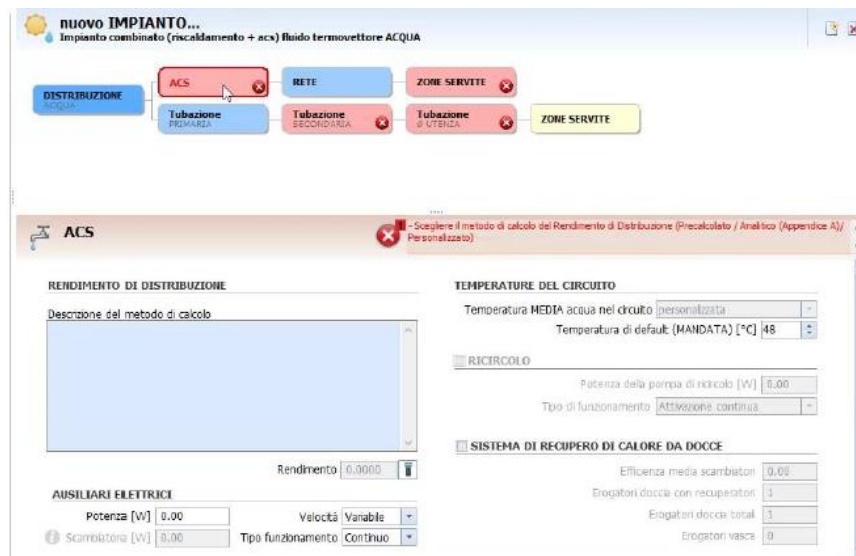 nuovo IMPIANTO...
Impianto combinato (riscaldamento + acs) fluido termovettore ACQUA
DISTRIBUZIONE
ACQUA
ACS
RETE
ZONE SERVITE
Tubazione
PRIMARIA
Tubazione
SECONDARIA
Tubazione
di UTENZA
ZONE SERVITE
ACS
- Scegliere il metodo di calcolo del Rendimento di Distribuzione (Precalcolato / Analitico (Appendice A)/
Personalizzato)
RENDIMENTO DI DISTRIBUZIONE
Descrizione del metodo di calcolo
Rendimento 0.0000
AUSILIARI ELETTRICI
Potenza [W] 0.00 Velocità Variabile
Scambiatore [W] 0.00 Tipo funzionamento Continuo
TEMPERATURE DEL CIRCUITO
Temperatura MEDIA acqua nel circuito personalizzata
Temperatura di default (MANDATA) [°C] 48
RICIRCOLO
Potenza della pompa di ricircolo [W] 0.00
Tipo di funzionamento Attivazione continua
SISTEMA DI RECUPERO DI CALORE DA DOCCE
Efficenza media scambiatori 0.00
Erogatori doccia con recuperatori 1
Erogatori doccia totali 1
Erogatori vasca 0